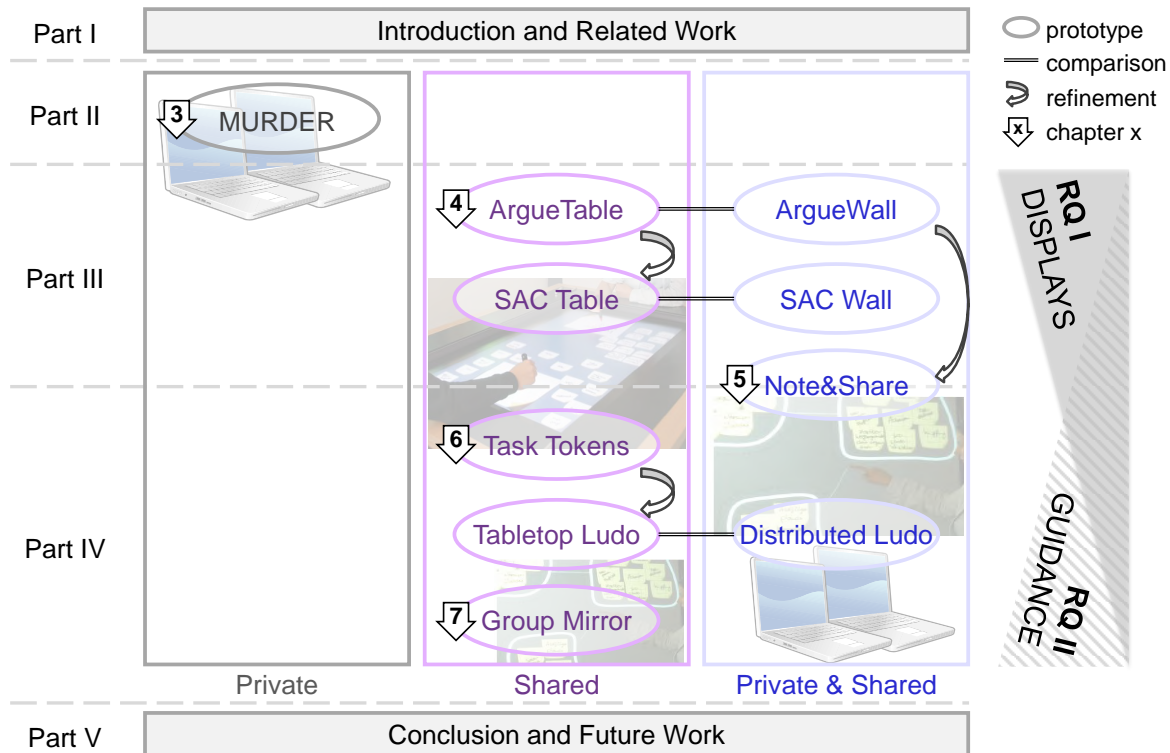 Part I
Introduction and Related Work
prototype
comparison
refinement
x
chapter x
Part II
3
MURDER
Part III
4
ArgueTable
ArgueWall
SAC Table
SAC Wall
5
Note&Share
Part IV
6
Task Tokens
Tabletop Ludo
Distributed Ludo
7
Group Mirror
RQ I
DISPLAYS
GUIDANCE
RQ II
Private
Shared
Private & Shared
Part V
Conclusion and Future Work